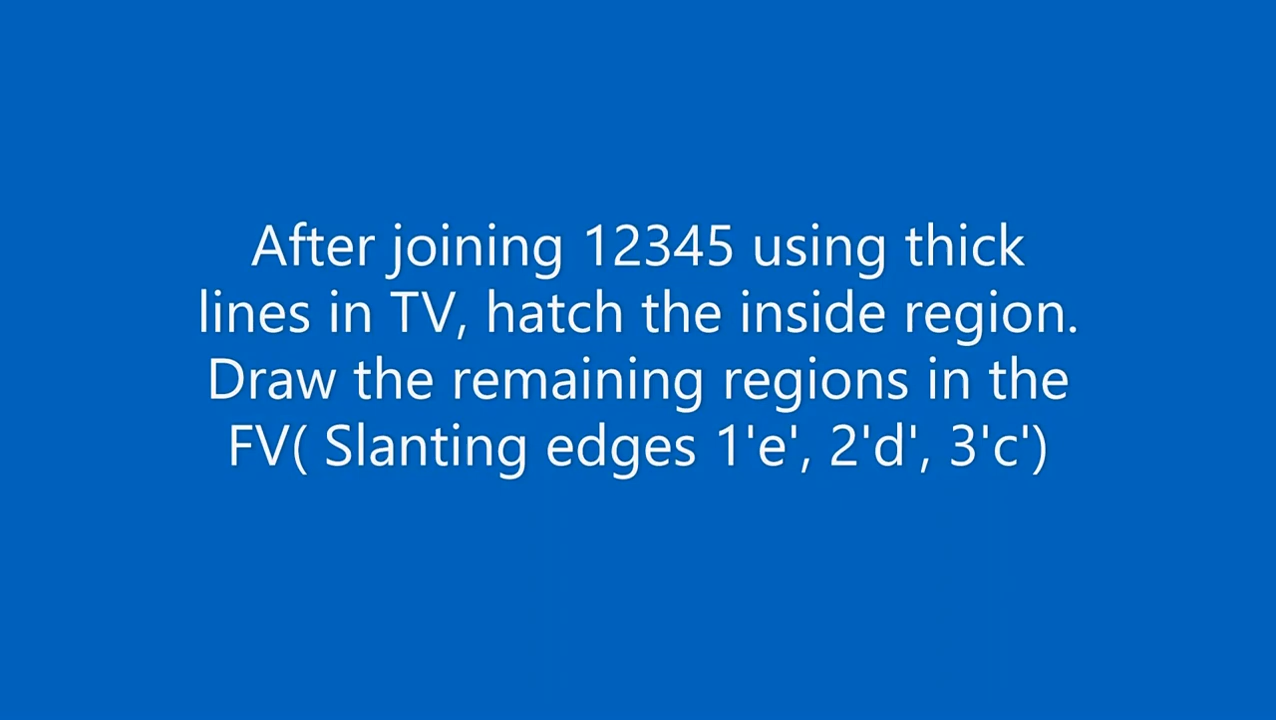 After joining 12345 using thick
lines in TV, hatch the inside region.
Draw the remaining regions in the
FV( Slanting edges 1'e', 2'd', 3'c')